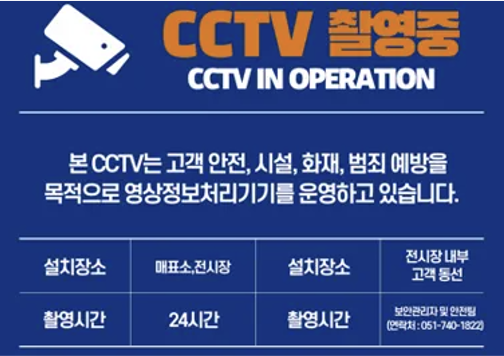 CCTV 촬영중
CCTV IN OPERATION
본 CCTV는 고객 안전, 시설, 화재, 범죄 예방을
목적으로 영상정보처리기기를 운영하고 있습니다.
설치장소 매표소,전시장 설치장소 전시장 내부
고객 동선
촬영시간 24시간 촬영시간 보안관리자 및 안전팀
(연락처 : 051-740-1822)